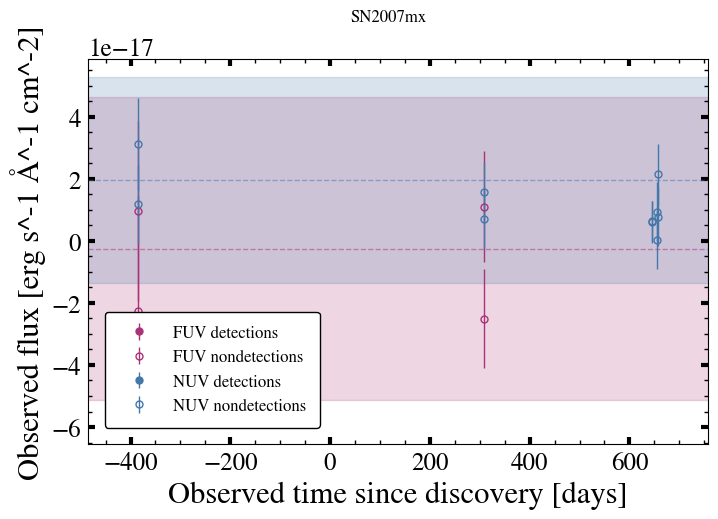 SN2007mx
1e−17
4
2
0
−2
−4
−6
Observed flux [erg s^-1 Å^-1 cm^-2]
FUV detections
FUV nondetections
NUV detections
NUV nondetections
−400 −200 0 200 400 600
Observed time since discovery [days]